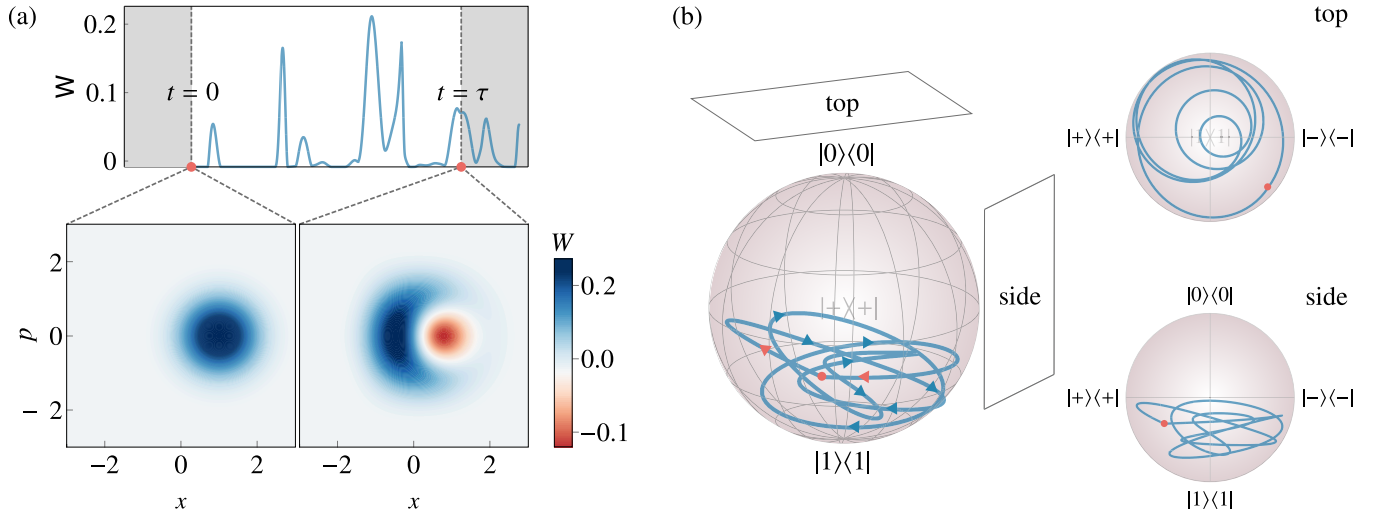 (a)
0.2
0.1
0
W
t = 0
t = τ
2
0
−2
p
−
−2
0
2
x
−2
0
2
x
W
0.2
0.0
−0.1
(b)
top
|0⟩⟨0|
|+⟩⟨+|
side
|1⟩⟨1|
top
|+⟩⟨+|
|−⟩⟨−|
|0⟩⟨0|
side
|+⟩⟨+|
|−⟩⟨−|
|1⟩⟨1|